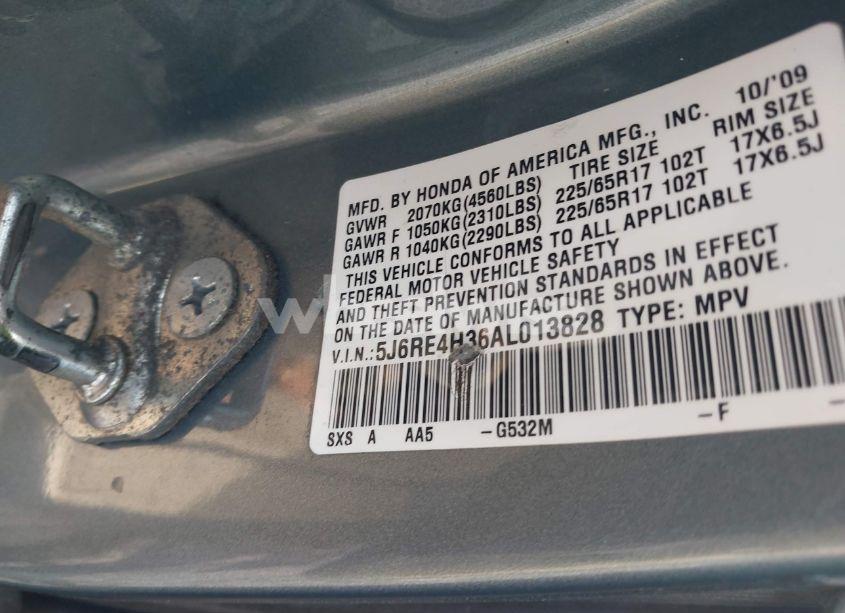 MFD. BY HONDA OF AMERICA MFG., INC. 10/'09
GVWR 2070KG(4560LBS) TIRE SIZE RIM SIZE
GAWR F 1050KG(2310LBS) 225/65R17 102T 17X6.5J
GAWR R 1040KG(2290LBS) 225/65R17 102T 17X6.5J
THIS VEHICLE CONFORMS TO ALL APPLICABLE
FEDERAL MOTOR VEHICLE SAFETY
AND THEFT PREVENTION STANDARDS IN EFFECT
ON THE DATE OF MANUFACTURE SHOWN ABOVE.
V.I.N.:5J6RE4H36AL013828 TYPE: MPV
SXS A AA5 -G532M -F -